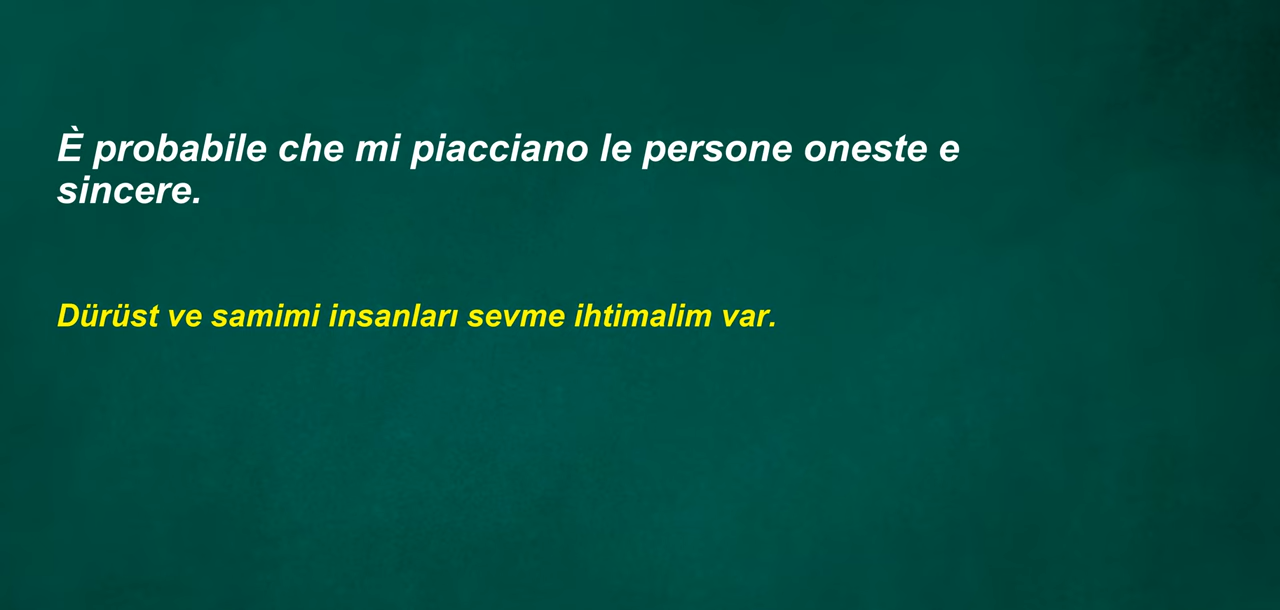 È probabile che mi piacciano le persone oneste e
sincere.
Dürüst ve samimi insanları sevme ihtimalim var.